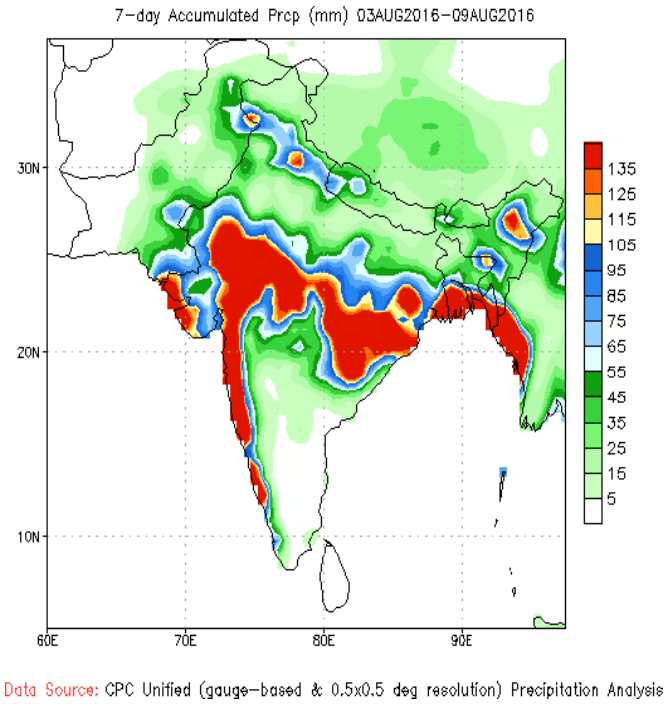 7-day Accumulated Prcp (mm) 03AUG2016-09AUG2016
30N
20N
10N
60E 70E 80E 90E
135
125
115
105
95
85
75
65
55
45
35
25
15
5
Data Source: CPC Unified (gauge-based & 0.5x0.5 deg resolution) Precipitation Analysis